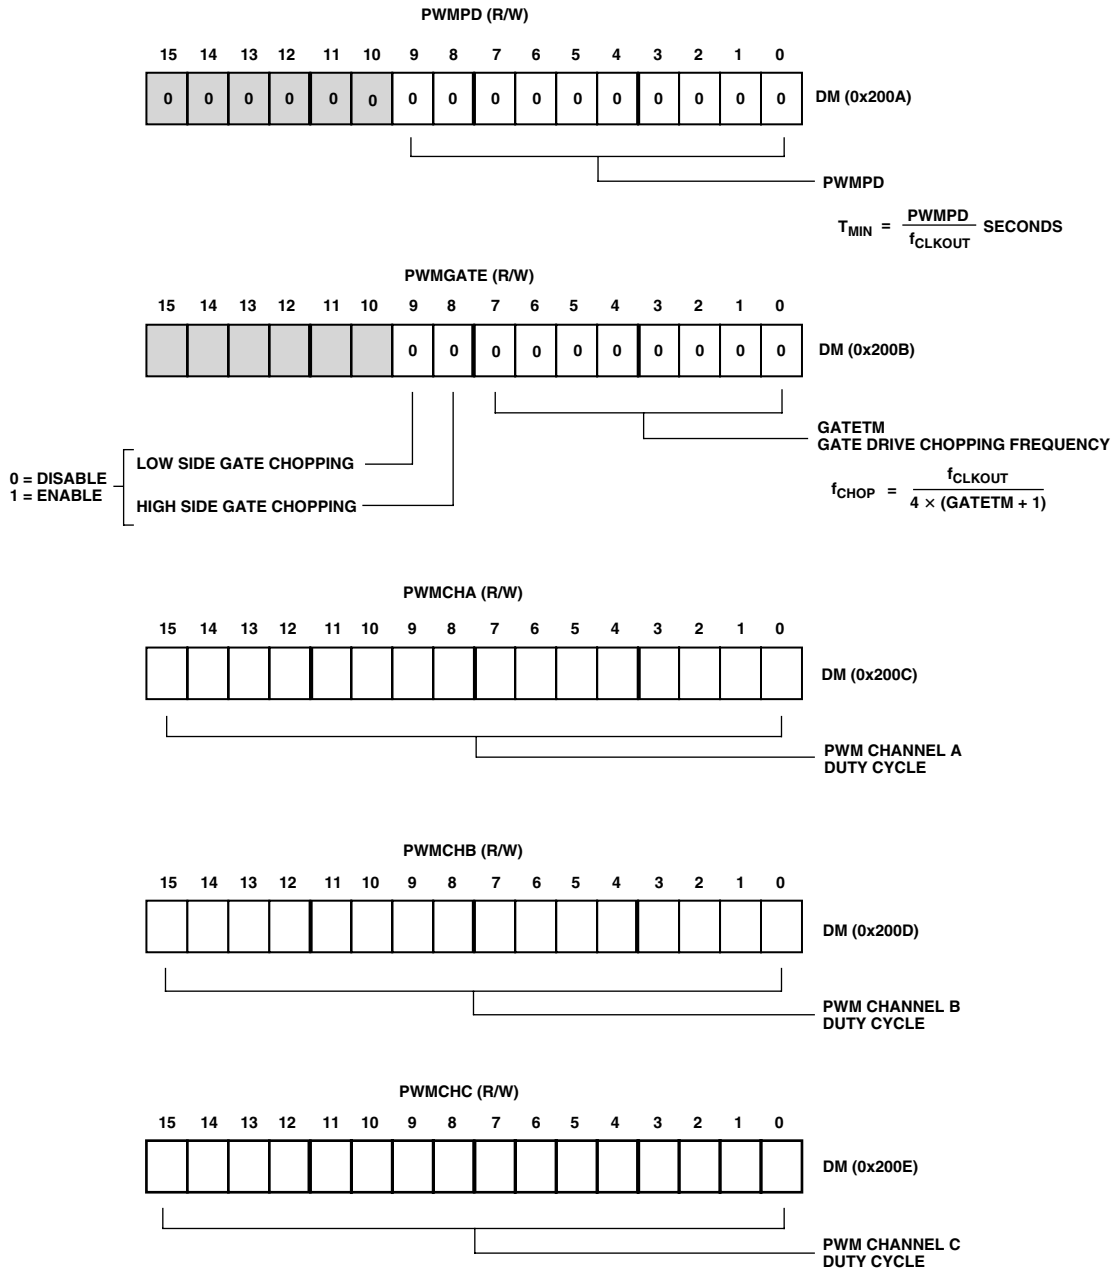 PWMPD (R/W)
15 14 13 12 11 10 9 8 7 6 5 4 3 2 1 0
0 0 0 0 0 0 0 0 0 0 0 0 0 0 0 0 DM (0x200A)
PWMPD
T_MIN = PWMPD / f_CLKOUT SECONDS
PWMGATE (R/W)
15 14 13 12 11 10 9 8 7 6 5 4 3 2 1 0
0 0 0 0 0 0 0 0 0 0 DM (0x200B)
GATETM
GATE DRIVE CHOPPING FREQUENCY
0 = DISABLE
1 = ENABLE
LOW SIDE GATE CHOPPING
HIGH SIDE GATE CHOPPING
f_CHOP = f_CLKOUT / 4 × (GATETM + 1)
PWMCHA (R/W)
15 14 13 12 11 10 9 8 7 6 5 4 3 2 1 0
DM (0x200C)
PWM CHANNEL A
DUTY CYCLE
PWMCHB (R/W)
15 14 13 12 11 10 9 8 7 6 5 4 3 2 1 0
DM (0x200D)
PWM CHANNEL B
DUTY CYCLE
PWMCHC (R/W)
15 14 13 12 11 10 9 8 7 6 5 4 3 2 1 0
DM (0x200E)
PWM CHANNEL C
DUTY CYCLE